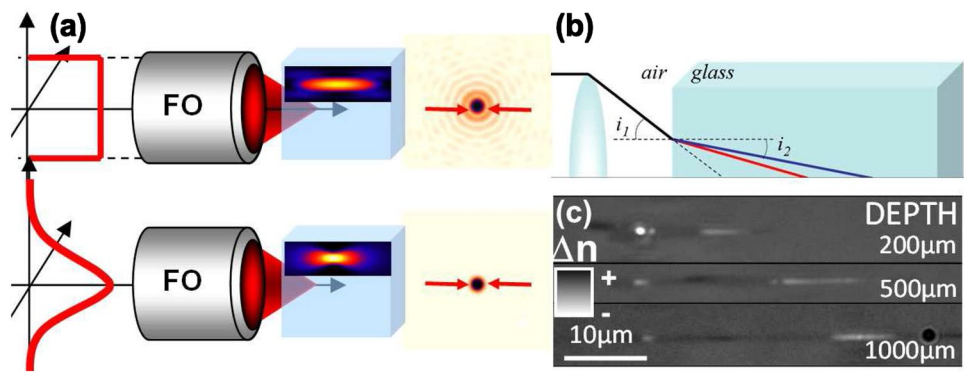 (a)
FO
FO
(b)
air glass
i1
i2
(c)
DEPTH
200µm
Δn
+
-
500µm
10µm
1000µm